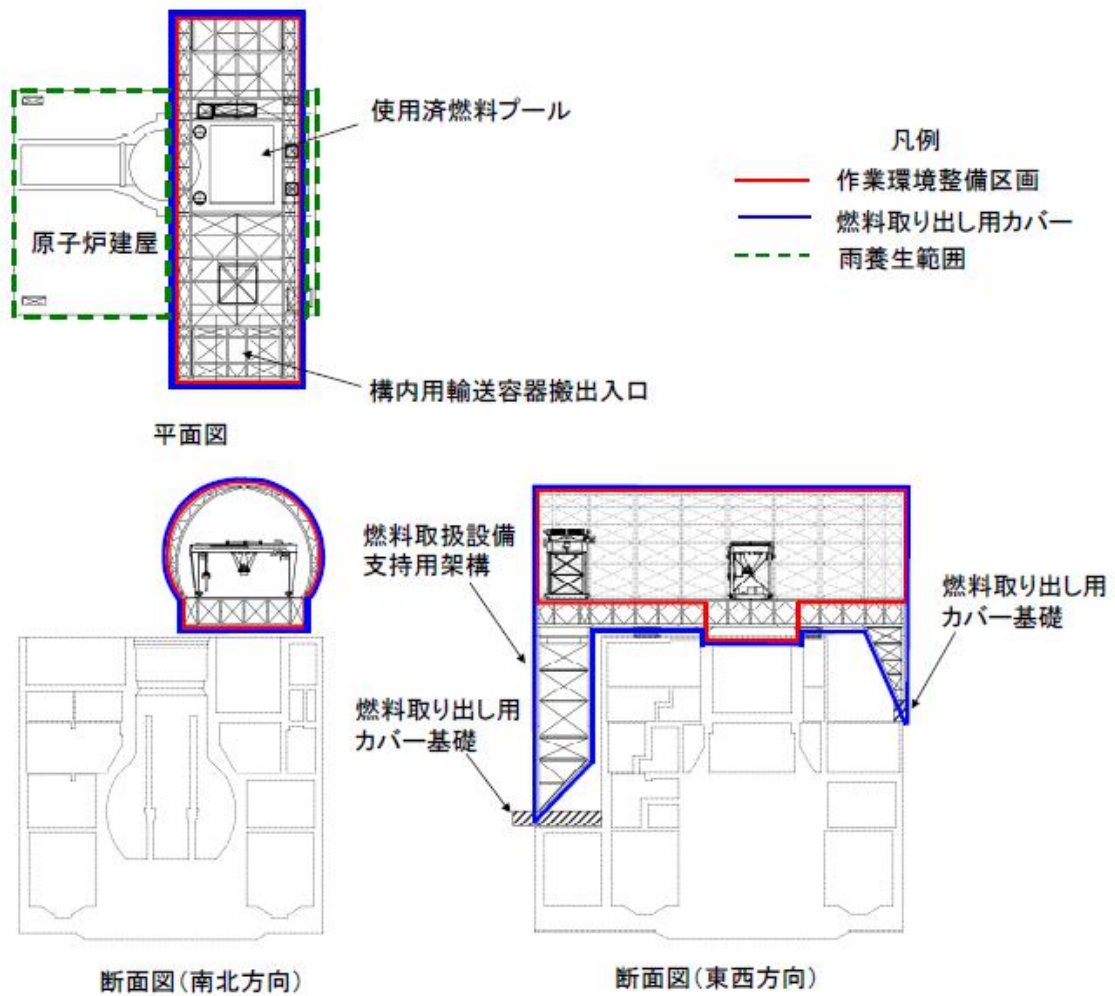 使用済燃料プール
凡例
作業環境整備区画
燃料取り出し用カバー
雨養生範囲
原子炉建屋
構内用輸送容器搬出入口
平面図
燃料取扱設備
支持用架構
燃料取り出し用
カバー基礎
燃料取り出し用
カバー基礎
断面図(南北方向)
断面図(東西方向)